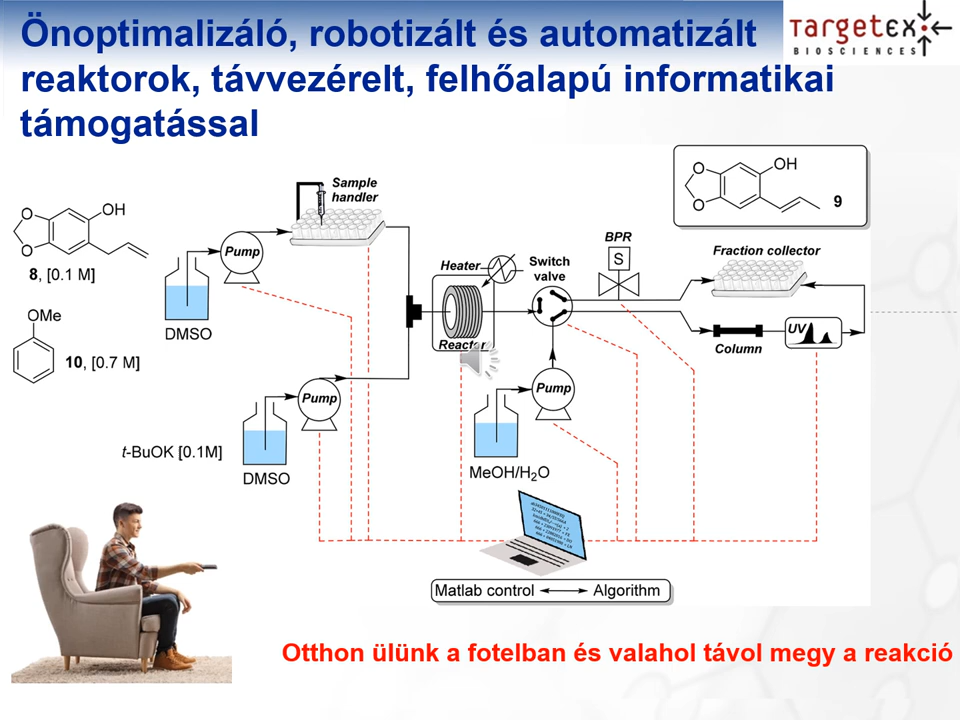 Önoptimalizáló, robotizált és automatizált
reaktorok, távvezérelt, felhőalapú informatikai
támogatással
TARGETEX
BIOSCIENCES
O
O
OH
8, [0.1 M]
OMe
10, [0.7 M]
Pump
DMSO
Sample
handler
t-BuOK [0.1M]
Pump
DMSO
Heater
Reactor
Switch
valve
BPR
S
Pump
MeOH/H2O
O
O
OH
9
Fraction collector
Column
UV
Matlab control
Algorithm
Otthon ülünk a fotelban és valahol távol megy a reakció